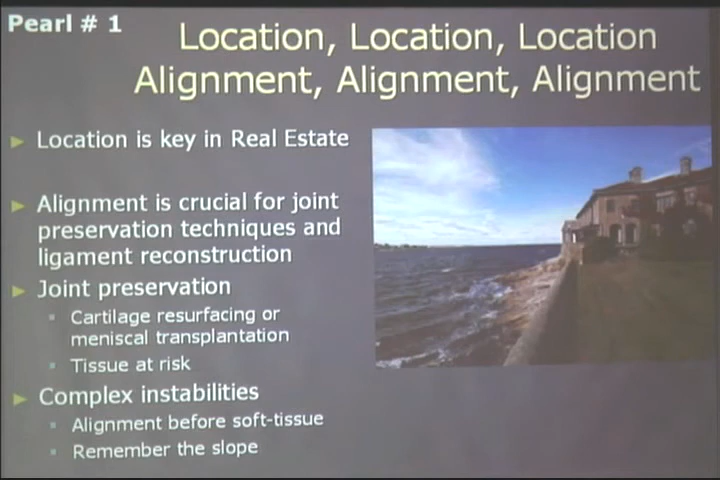 Pearl # 1
Location, Location, Location
Alignment, Alignment, Alignment
Location is key in Real Estate
Alignment is crucial for joint
preservation techniques and
ligament reconstruction
Joint preservation
Cartilage resurfacing or
meniscal transplantation
Tissue at risk
Complex instabilities
Alignment before soft-tissue
Remember the slope